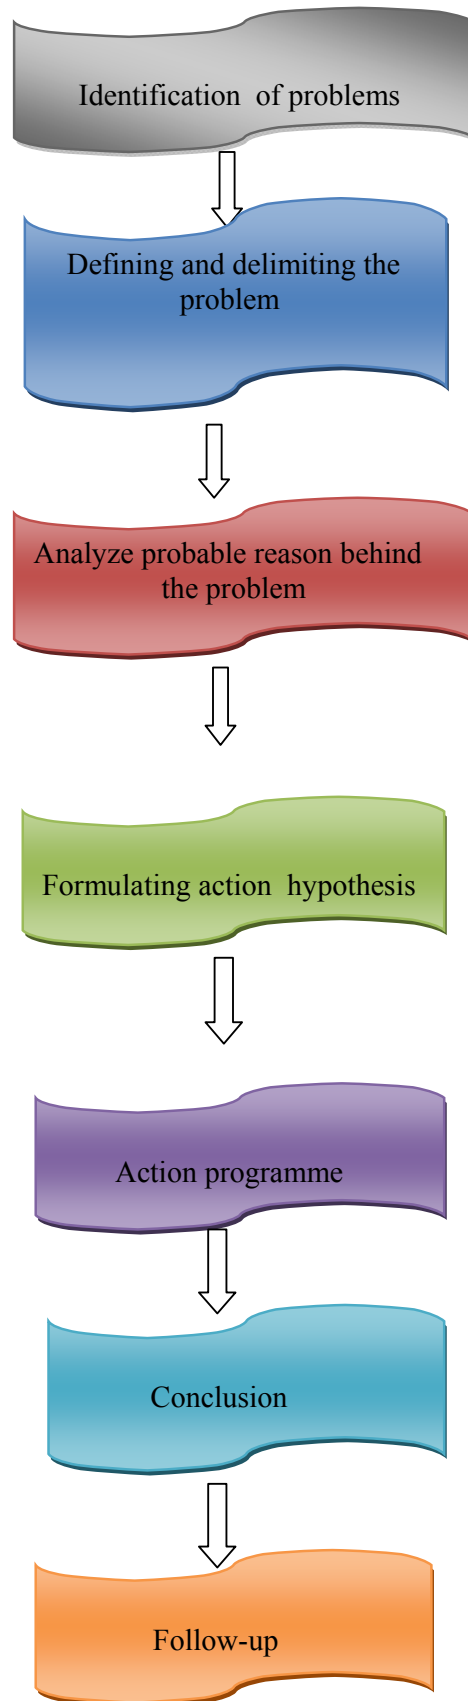 Identification of problems
Defining and delimiting the
problem
Analyze probable reason behind
the problem
Formulating action hypothesis
Action programme
Conclusion
Follow-up